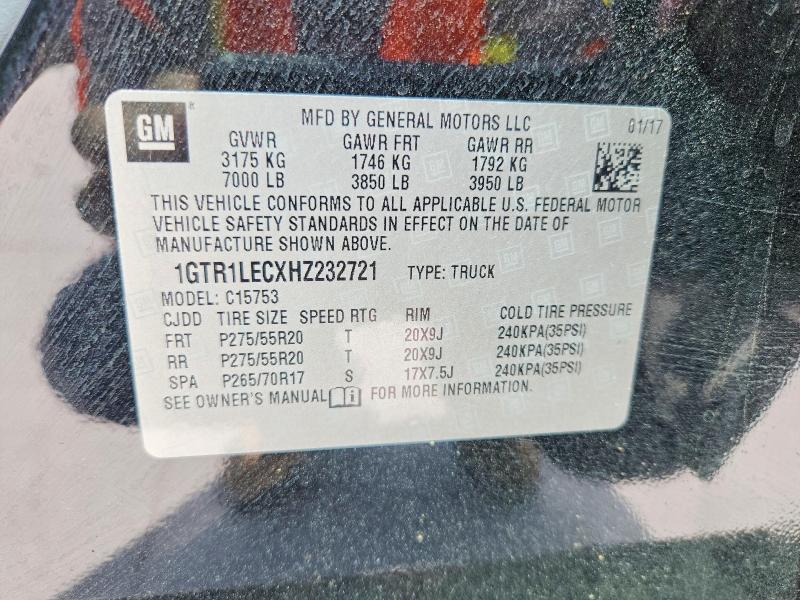 GM
MFD BY GENERAL MOTORS LLC 01/17
GVWR GAWR FRT GAWR RR
3175 KG 1746 KG 1792 KG
7000 LB 3850 LB 3950 LB
THIS VEHICLE CONFORMS TO ALL APPLICABLE U.S. FEDERAL MOTOR
VEHICLE SAFETY STANDARDS IN EFFECT ON THE DATE OF
MANUFACTURE SHOWN ABOVE.
1GTR1LECXHZ232721 TYPE: TRUCK
MODEL: C15753
CJDD TIRE SIZE SPEED RTG RIM COLD TIRE PRESSURE
FRT P275/55R20 T 20X9J 240KPA(35PSI)
RR P275/55R20 T 20X9J 240KPA(35PSI)
SPA P265/70R17 S 17X7.5J 240KPA(35PSI)
SEE OWNER'S MANUAL FOR MORE INFORMATION.